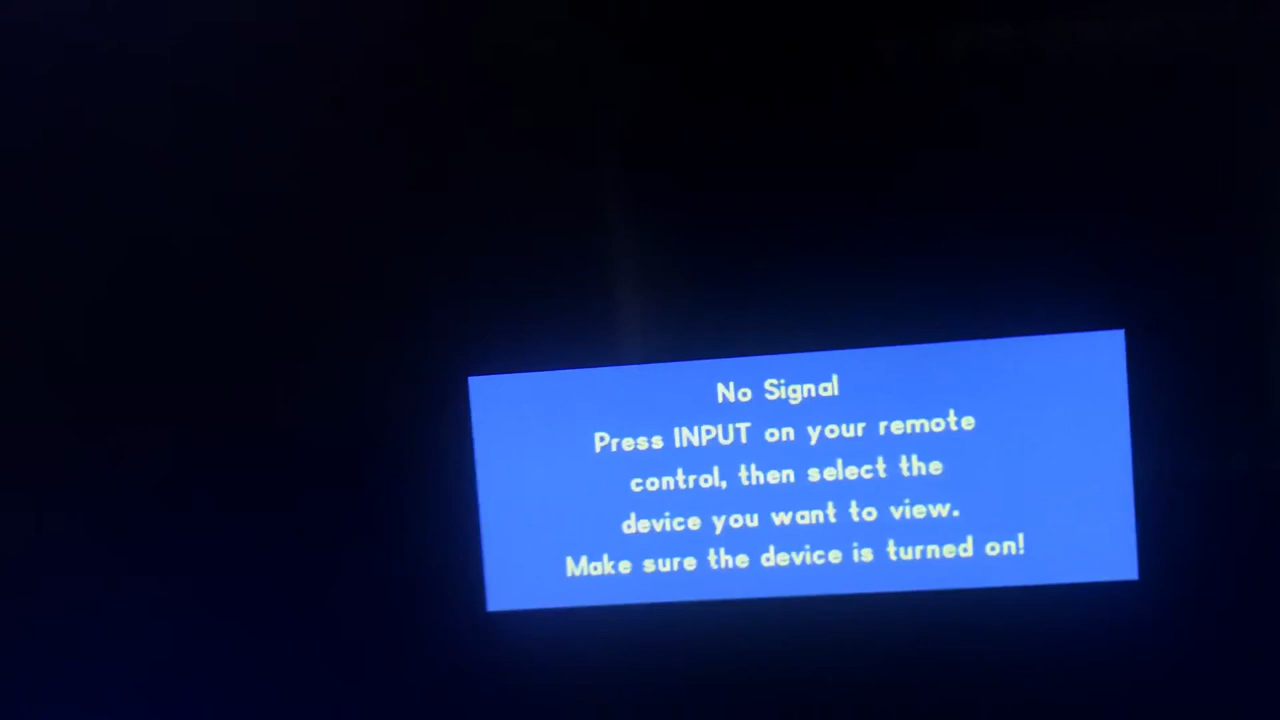 No Signal
Press INPUT on your remote
control, then select the
device you want to view.
Make sure the device is turned on!